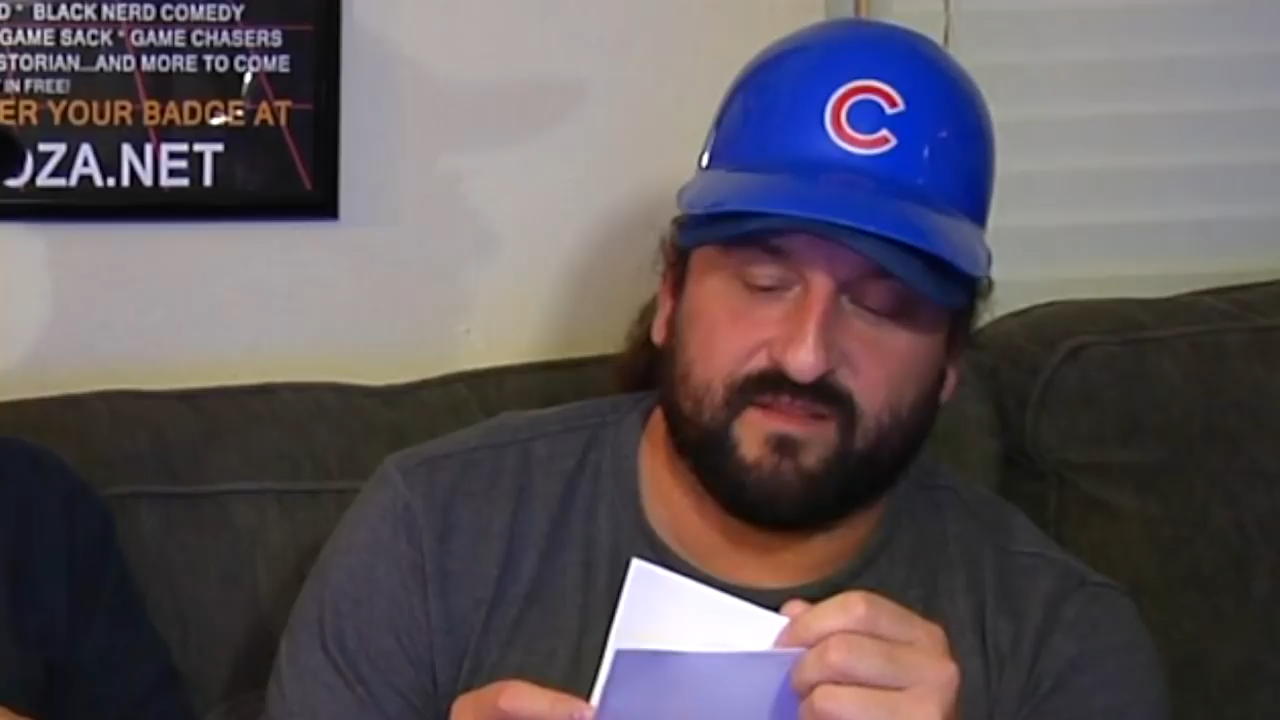 D * BLACK NERD COMEDY
GAME SACK * GAME CHASERS
STORIAN...AND MORE TO COME
IN FREE!
ER YOUR BADGE AT
OZA.NET
C